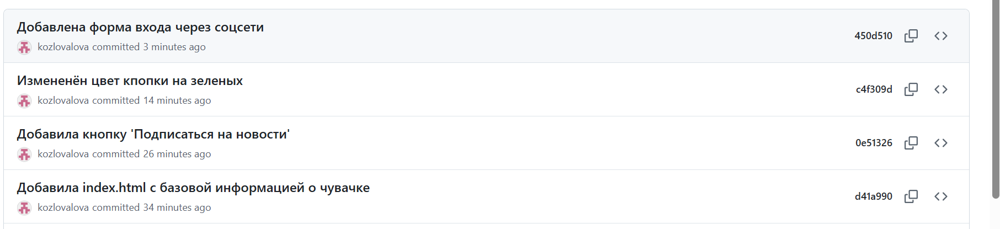 Добавлена форма входа через соцсети
450d510
kozlovalova committed 3 minutes ago
Измененён цвет кпопки на зеленых
c4f309d
kozlovalova committed 14 minutes ago
Добавила кнопку 'Подписаться на новости'
0e51326
kozlovalova committed 26 minutes ago
Добавила index.html с базовой информацией о чувачке
d41a990
kozlovalova committed 34 minutes ago